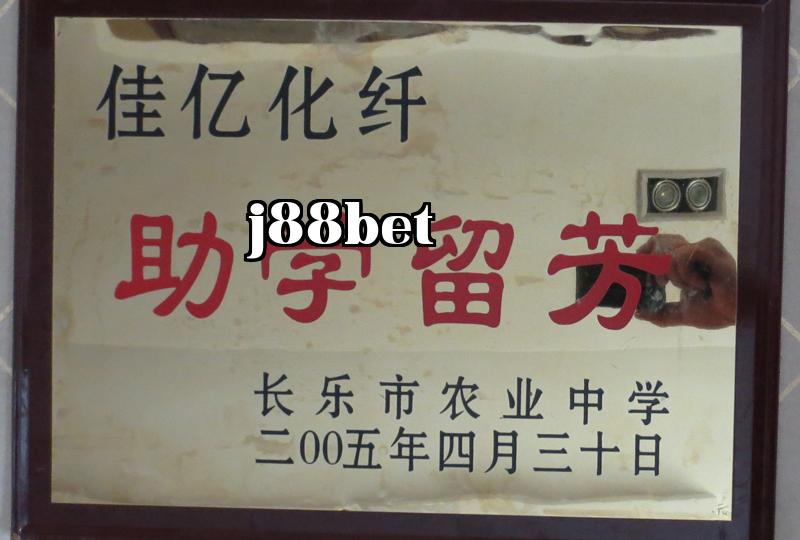 佳亿化纤
j88bet
助学留芳
长乐市农业中学
二00五年四月三十日